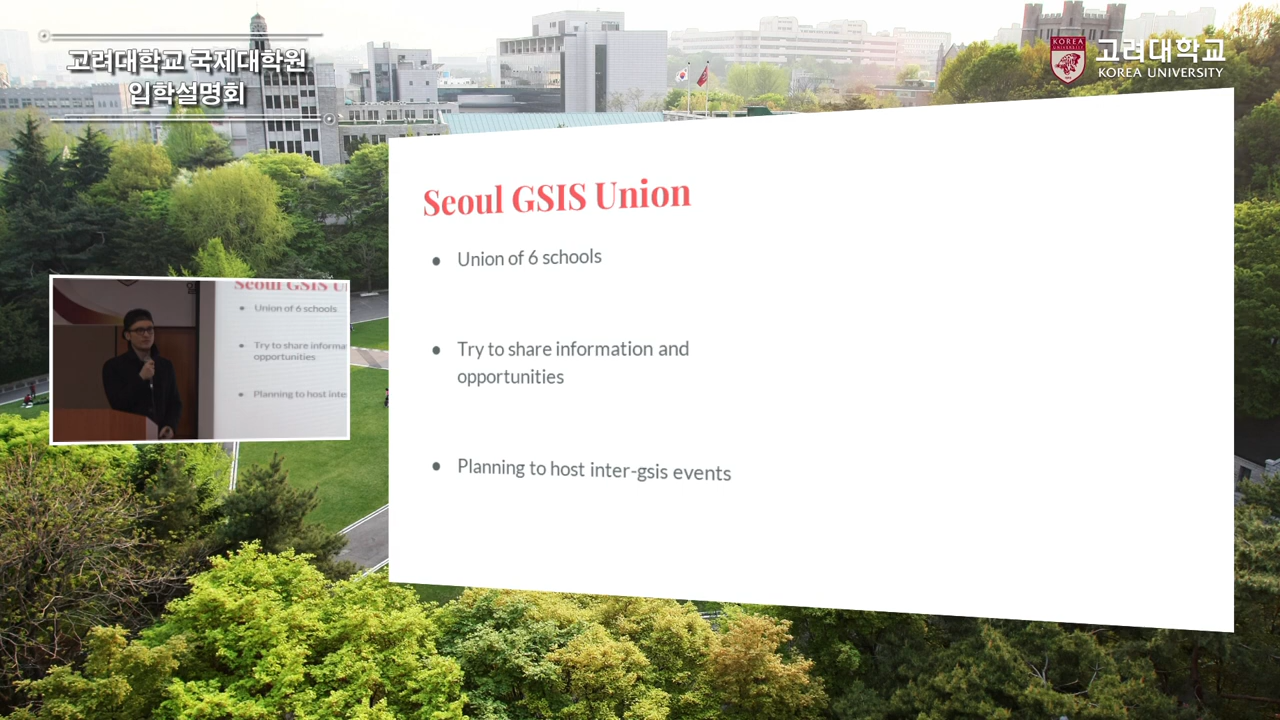 고려대학교 국제대학원
입학설명회
KOREA
고려대학교
KOREA UNIVERSITY
Seoul GSIS Union
• Union of 6 schools
• Try to share information and
opportunities
• Planning to host inter-gsis events
Seoul GSIS U
• Union of 6 schools
• Try to share informa
opportunities
• Planning to host inte